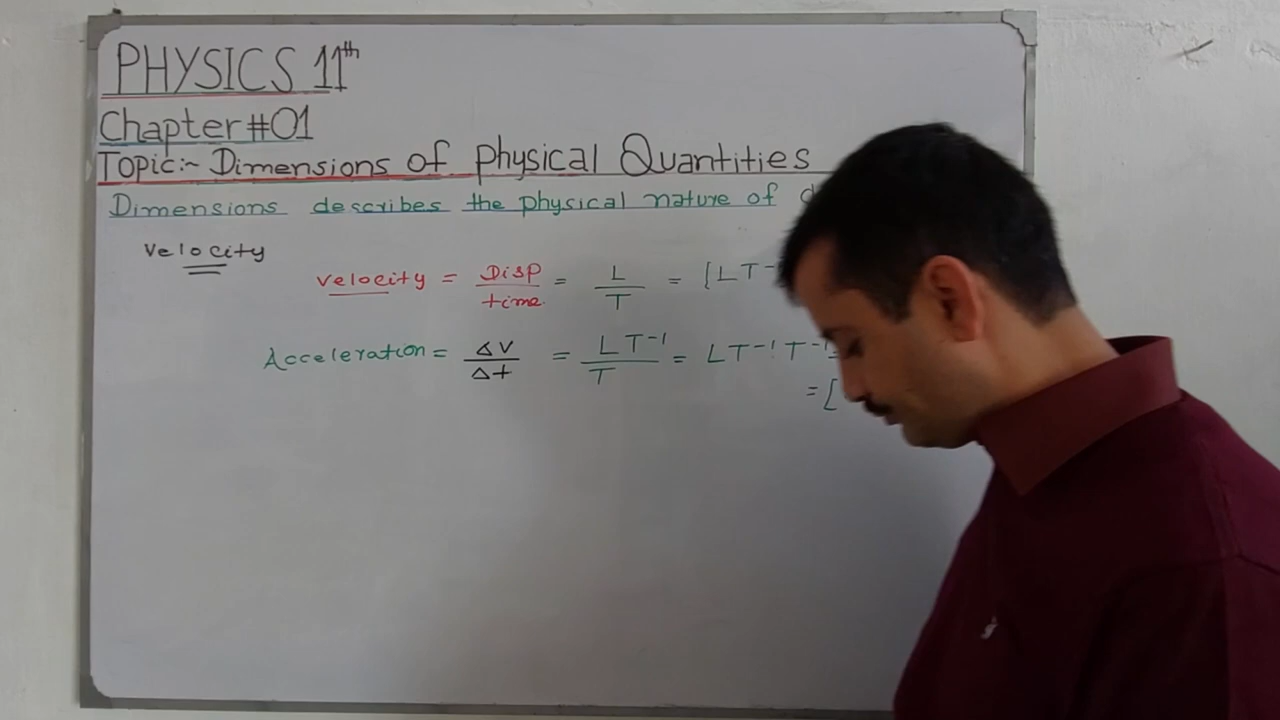 PHYSICS 11th
Chapter#01
Topic:- Dimensions of Physical Quantities
Dimensions describes the physical nature of
Velocity
Velocity = Disp/time = L/T = [LT-
Acceleration = ΔV/Δt = LT⁻¹/T = LT⁻¹T⁻¹=
=[